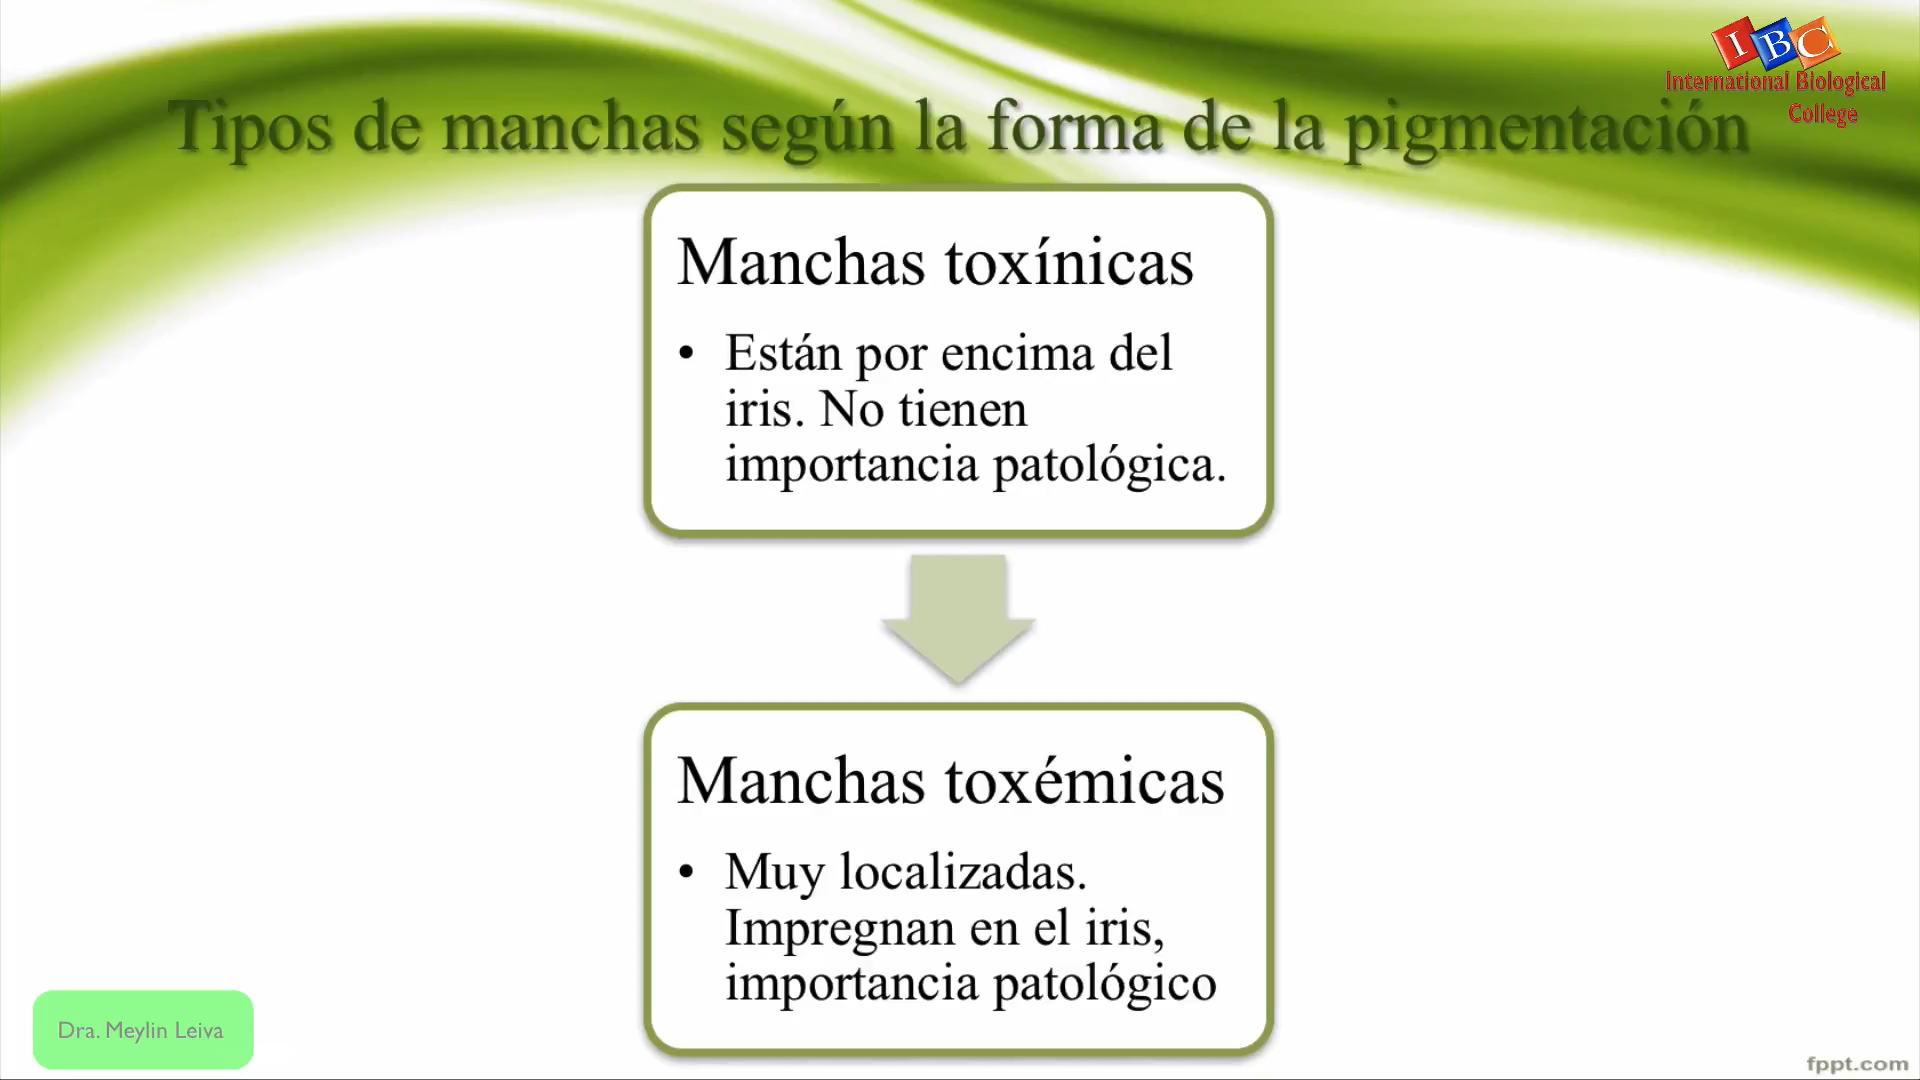 IBC
International Biological
College
Tipos de manchas según la forma de la pigmentación
Manchas toxínicas
• Están por encima del
iris. No tienen
importancia patológica.
Manchas toxémicas
• Muy localizadas.
Impregnan en el iris,
importancia patológico
Dra. Meylin Leiva
fppt.com